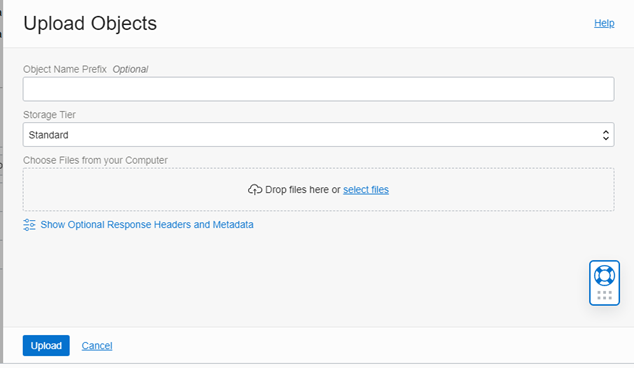 Upload Objects
Help
Object Name Prefix Optional
Storage Tier
Standard
Choose Files from your Computer
Drop files here or select files
Show Optional Response Headers and Metadata
Upload Cancel